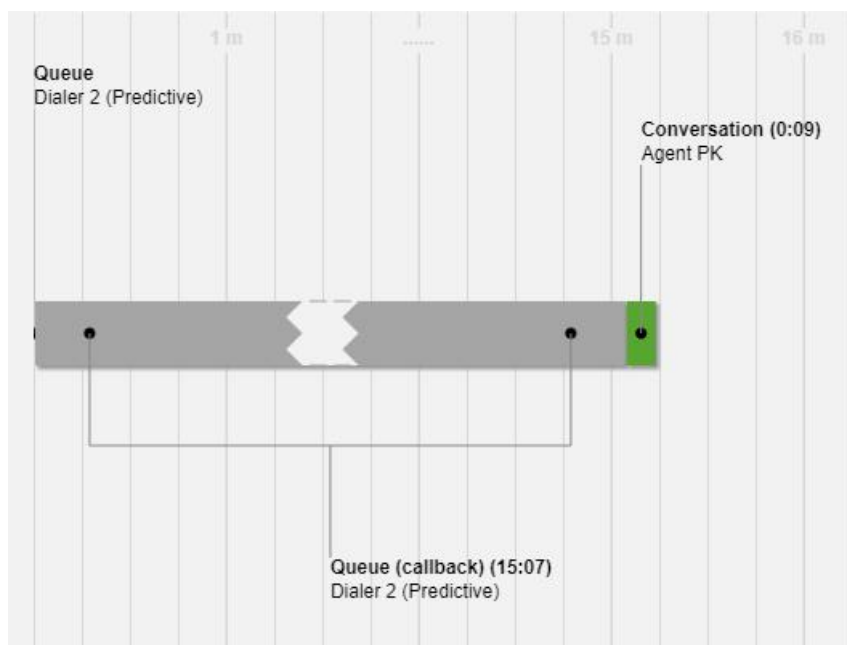 1 m ...... 15 m 16 m
Queue
Dialer 2 (Predictive)
Conversation (0:09)
Agent PK
Queue (callback) (15:07)
Dialer 2 (Predictive)